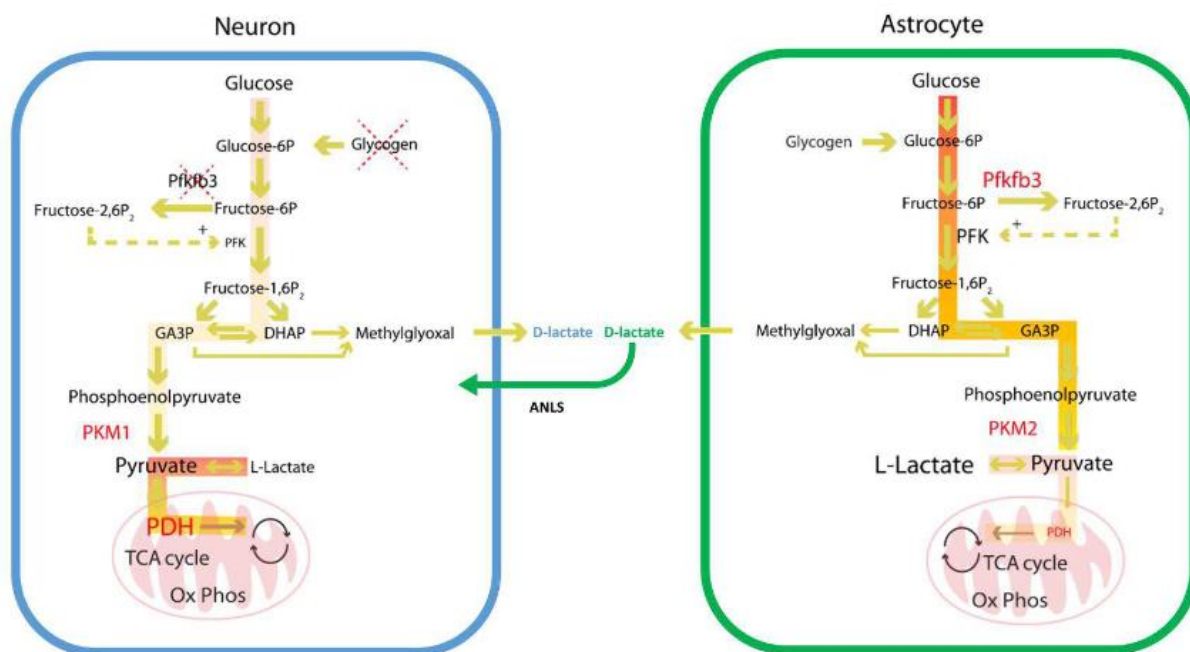 Neuron
Glucose
Glucose-6P
Glycogen
Pfkfb3
Fructose-2,6P₂
Fructose-6P
+
PFK
Fructose-1,6P₂
GA3P
DHAP
Methylglyoxal
Phosphoenolpyruvate
PKM1
Pyruvate
L-Lactate
PDH
TCA cycle
Ox Phos
D-lactate
D-lactate
ANLS
Astrocyte
Glucose
Glycogen
Glucose-6P
Pfkfb3
Fructose-6P
Fructose-2,6P₂
+
PFK
Fructose-1,6P₂
Methylglyoxal
DHAP
GA3P
Phosphoenolpyruvate
PKM2
L-Lactate
Pyruvate
PDH
TCA cycle
Ox Phos